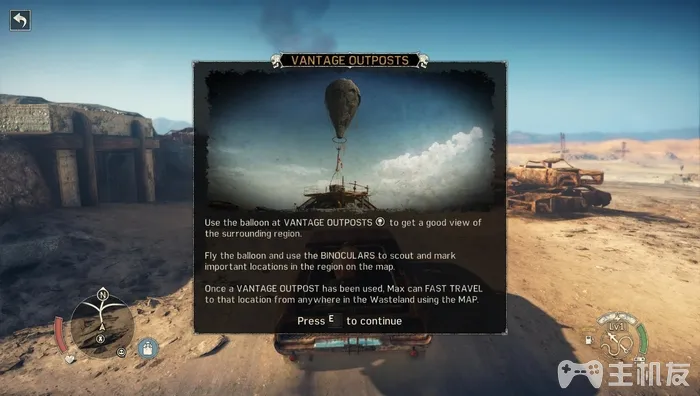 VANTAGE OUTPOSTS
Use the balloon at VANTAGE OUTPOSTS to get a good view of
the surrounding region.
Fly the balloon and use the BINOCULARS to scout and mark
important locations in the region on the map.
Once a VANTAGE OUTPOST has been used, Max can FAST TRAVEL
to that location from anywhere in the Wasteland using the MAP.
Press E to continue
N
Lv1
主机友